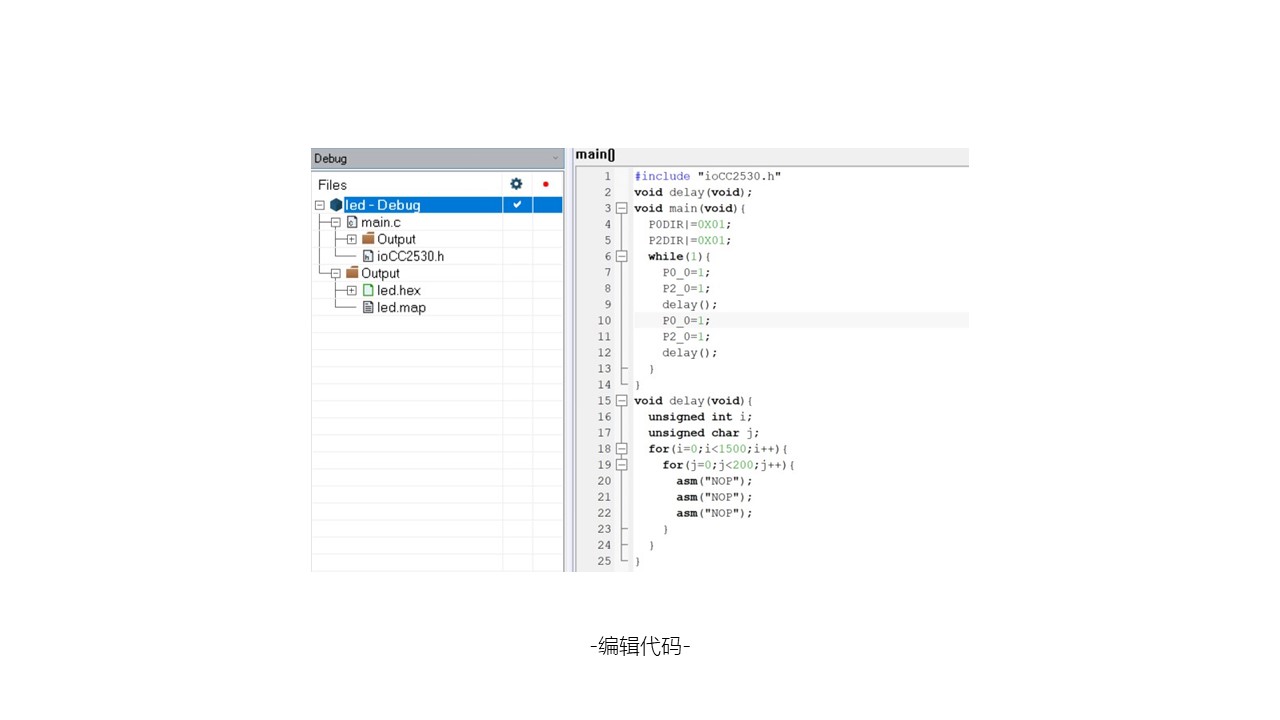 Debug
Files
led - Debug
main.c
Output
ioCC2530.h
Output
led.hex
led.map
main()
1 #include "ioCC2530.h"
2 void delay(void);
3 void main(void){
4 P0DIR|=0X01;
5 P2DIR|=0X01;
6 while(1){
7 P0_0=1;
8 P2_0=1;
9 delay();
10 P0_0=1;
11 P2_0=1;
12 delay();
13 }
14 }
15 void delay(void){
16 unsigned int i;
17 unsigned char j;
18 for(i=0;i<1500;i++){
19 for(j=0;j<200;j++){
20 asm("NOP");
21 asm("NOP");
22 asm("NOP");
23 }
24 }
25 }
-编辑代码-